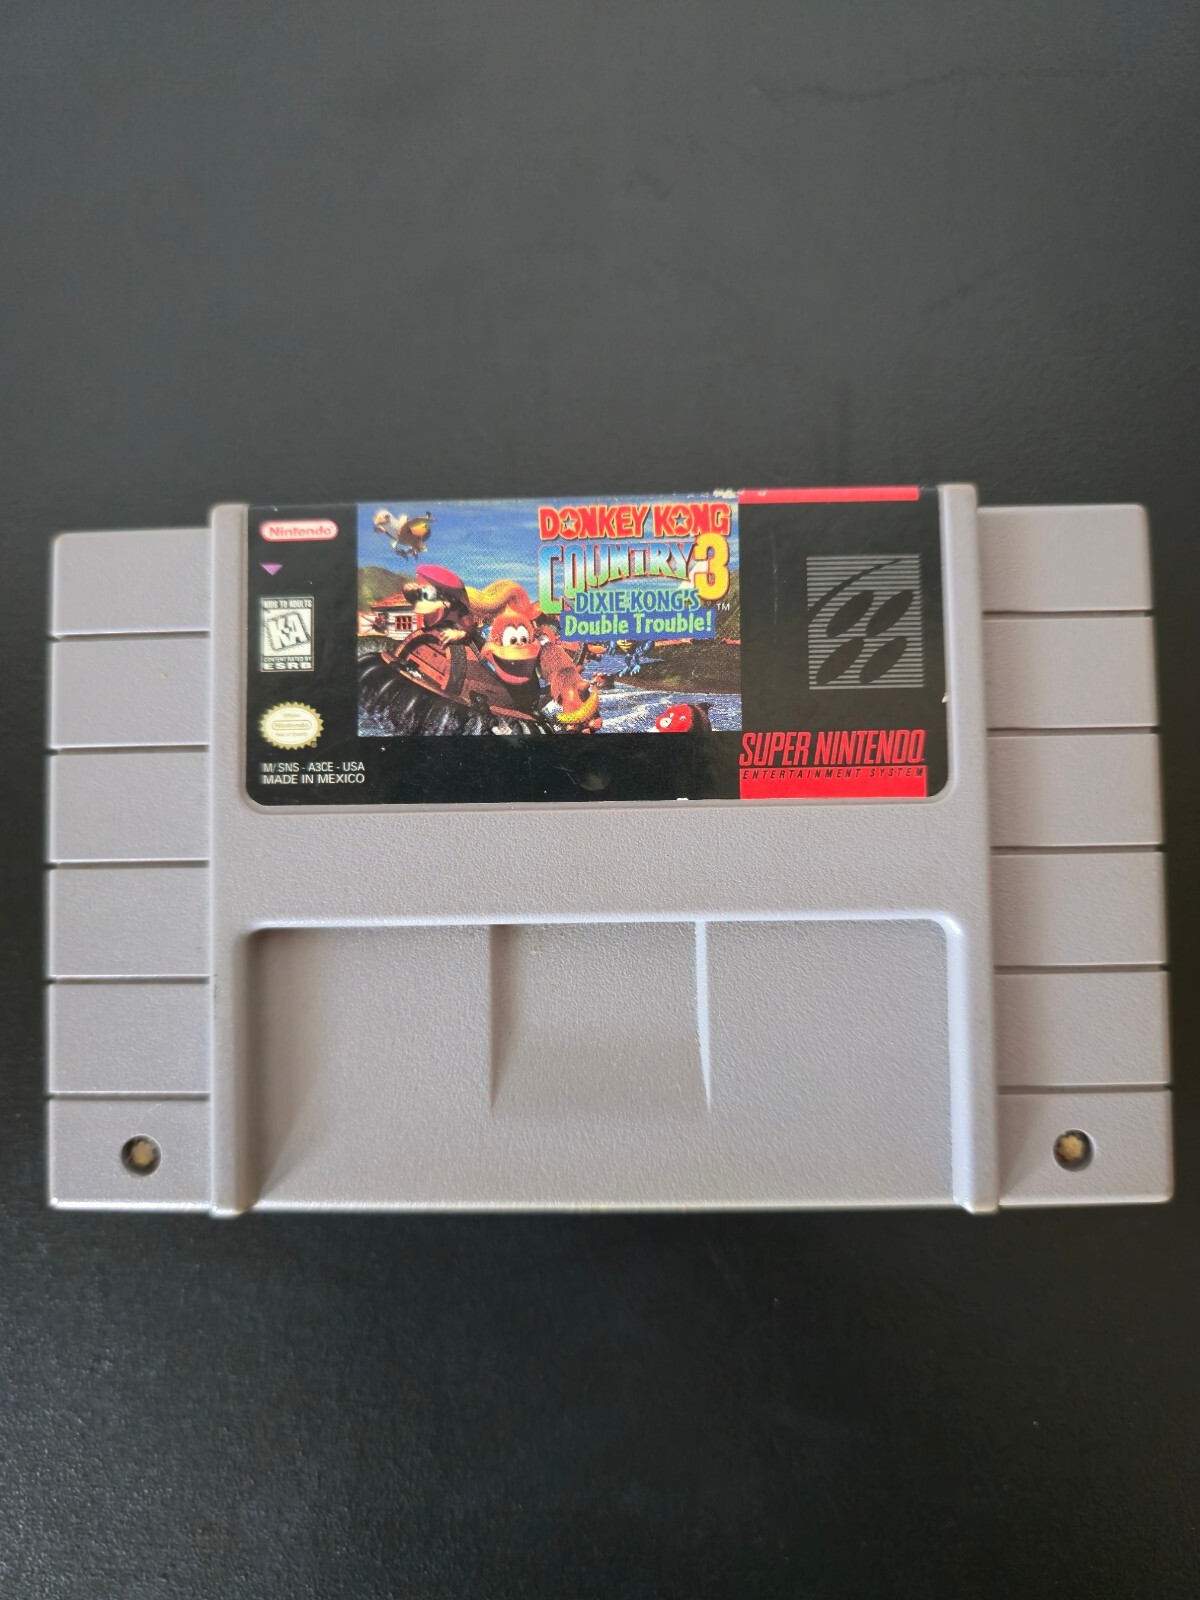 Nintendo
KIDS TO ADULTS
K-A
CONTENT RATED BY
ESRB
Nintendo
M/SNS - A3CE - USA
MADE IN MEXICO
DONKEY KONG
COUNTRY 3
DIXIE KONG'S TM
Double Trouble!
SUPER NINTENDO
ENTERTAINMENT SYSTEM